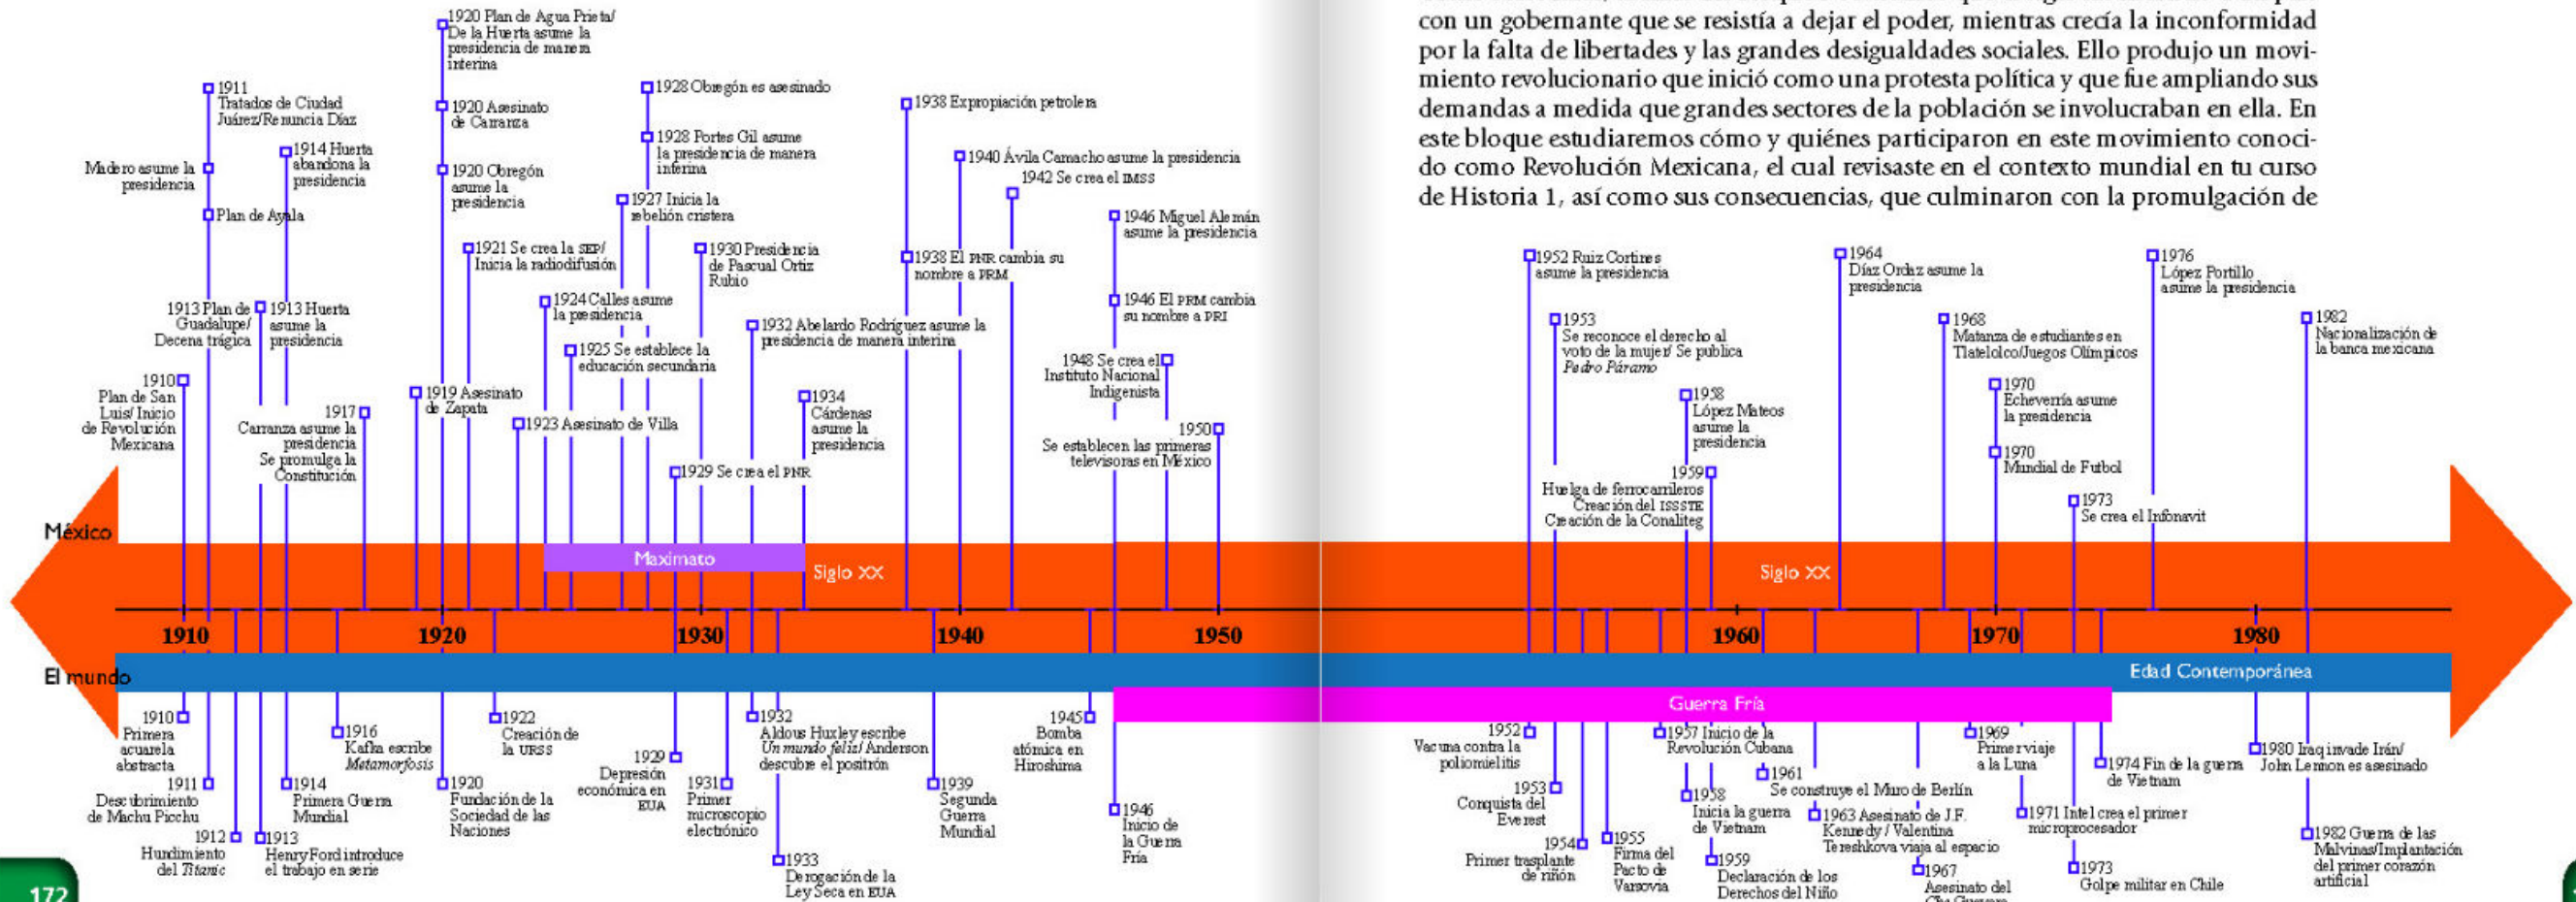 con un gobernante que se resistía a dejar el poder, mientras crecía la inconformidad
por la falta de libertades y las grandes desigualdades sociales. Ello produjo un movi-
miento revolucionario que inició como una protesta política y que fue ampliando sus
demandas a medida que grandes sectores de la población se involucraban en ella. En
este bloque estudiaremos cómo y quiénes participaron en este movimiento conoci-
do como Revolución Mexicana, el cual revisaste en el contexto mundial en tu curso
de Historia 1, así como sus consecuencias, que culminaron con la promulgación de
México
1910
Plan de San
Luis/ Inicio
de Revolución
Mexicana
1911
Tratados de Ciudad
Juárez/Renuncia Díaz
Madero asume la
presidencia
Plan de Ayala
1913 Plan de
Guadalupe/
Decena trágica
1913 Huerta
asume la
presidencia
1914 Huerta
abandona la
presidencia
1917
Carranza asume la
presidencia
Se promulga la
Constitución
1919 Asesinato
de Zapata
1920 Plan de Agua Prieta/
De la Huerta asume la
presidencia de manera
interina
1920 Asesinato
de Carranza
1920 Obregón
asume la
presidencia
1921 Se crea la SEP/
Inicia la radiodifusión
1923 Asesinato de Villa
1924 Calles asume
la presidencia
1925 Se establece la
educación secundaria
1927 Inicia la
rebelión cristera
1928 Obregón es asesinado
1928 Portes Gil asume
la presidencia de manera
interina
1929 Se crea el PNR
1930 Presidencia
de Pascual Ortiz
Rubio
1932 Abelardo Rodríguez asume la
presidencia de manera interina
1934
Cárdenas
asume la
presidencia
1938 Expropiación petrolera
1938 El PNR cambia su
nombre a PRM
1940 Ávila Camacho asume la presidencia
1942 Se crea el IMSS
1946 Miguel Alemán
asume la presidencia
1946 El PRM cambia
su nombre a PRI
1948 Se crea el
Instituto Nacional
Indigenista
1950
Se establecen las primeras
televisoras en México
1952 Ruiz Cortines
asume la presidencia
1953
Se reconoce el derecho al
voto de la mujer/ Se publica
Pedro Páramo
1958
López Mateos
asume la
presidencia
1959
Huelga de ferrocarrileros
Creación del ISSSTE
Creación de la Conaliteg
1964
Díaz Ordaz asume la
presidencia
1968
Matanza de estudiantes en
Tlatelolco/Juegos Olímpicos
1970
Echeverría asume
la presidencia
1970
Mundial de Futbol
1973
Se crea el Infonavit
1976
López Portillo
asume la presidencia
1982
Nacionalización de
la banca mexicana
Maximato
Siglo XX
Siglo XX
1910
1920
1930
1940
1950
1960
1970
1980
El mundo
Edad Contemporánea
Guerra Fría
1910
Primera
acuarela
abstracta
1911
Descubrimiento
de Machu Picchu
1912
Hundimiento
del Titanic
1913
Henry Ford introduce
el trabajo en serie
1914
Primera Guerra
Mundial
1916
Kafka escribe
Metamorfosis
1920
Fundación de la
Sociedad de las
Naciones
1922
Creación de
la URSS
1929
Depresión
económica en
EUA
1931
Primer
microscopio
electrónico
1932
Aldous Huxley escribe
Un mundo feliz/ Anderson
descubre el positrón
1933
Derogación de la
Ley Seca en EUA
1939
Segunda
Guerra
Mundial
1945
Bomba
atómica en
Hiroshima
1946
Inicio de
la Guerra
Fría
1952
Vacuna contra la
poliomielitis
1953
Conquista del
Everest
1954
Primer trasplante
de riñón
1955
Firma del
Pacto de
Varsovia
1957 Inicio de la
Revolución Cubana
1958
Inicia la guerra
de Vietnam
1959
Declaración de los
Derechos del Niño
1961
Se construye el Muro de Berlín
1963 Asesinato de J.F.
Kennedy / Valentina
Tereshkova viaja al espacio
1967
Asesinato del
1969
Primer viaje
a la Luna
1971 Intel crea el primer
microprocesador
1973
Golpe militar en Chile
1974 Fin de la guerra
de Vietnam
1980 Iraq invade Irán/
John Lennon es asesinado
1982 Guerra de las
Malvinas/Implantación
del primer corazón
artificial
172